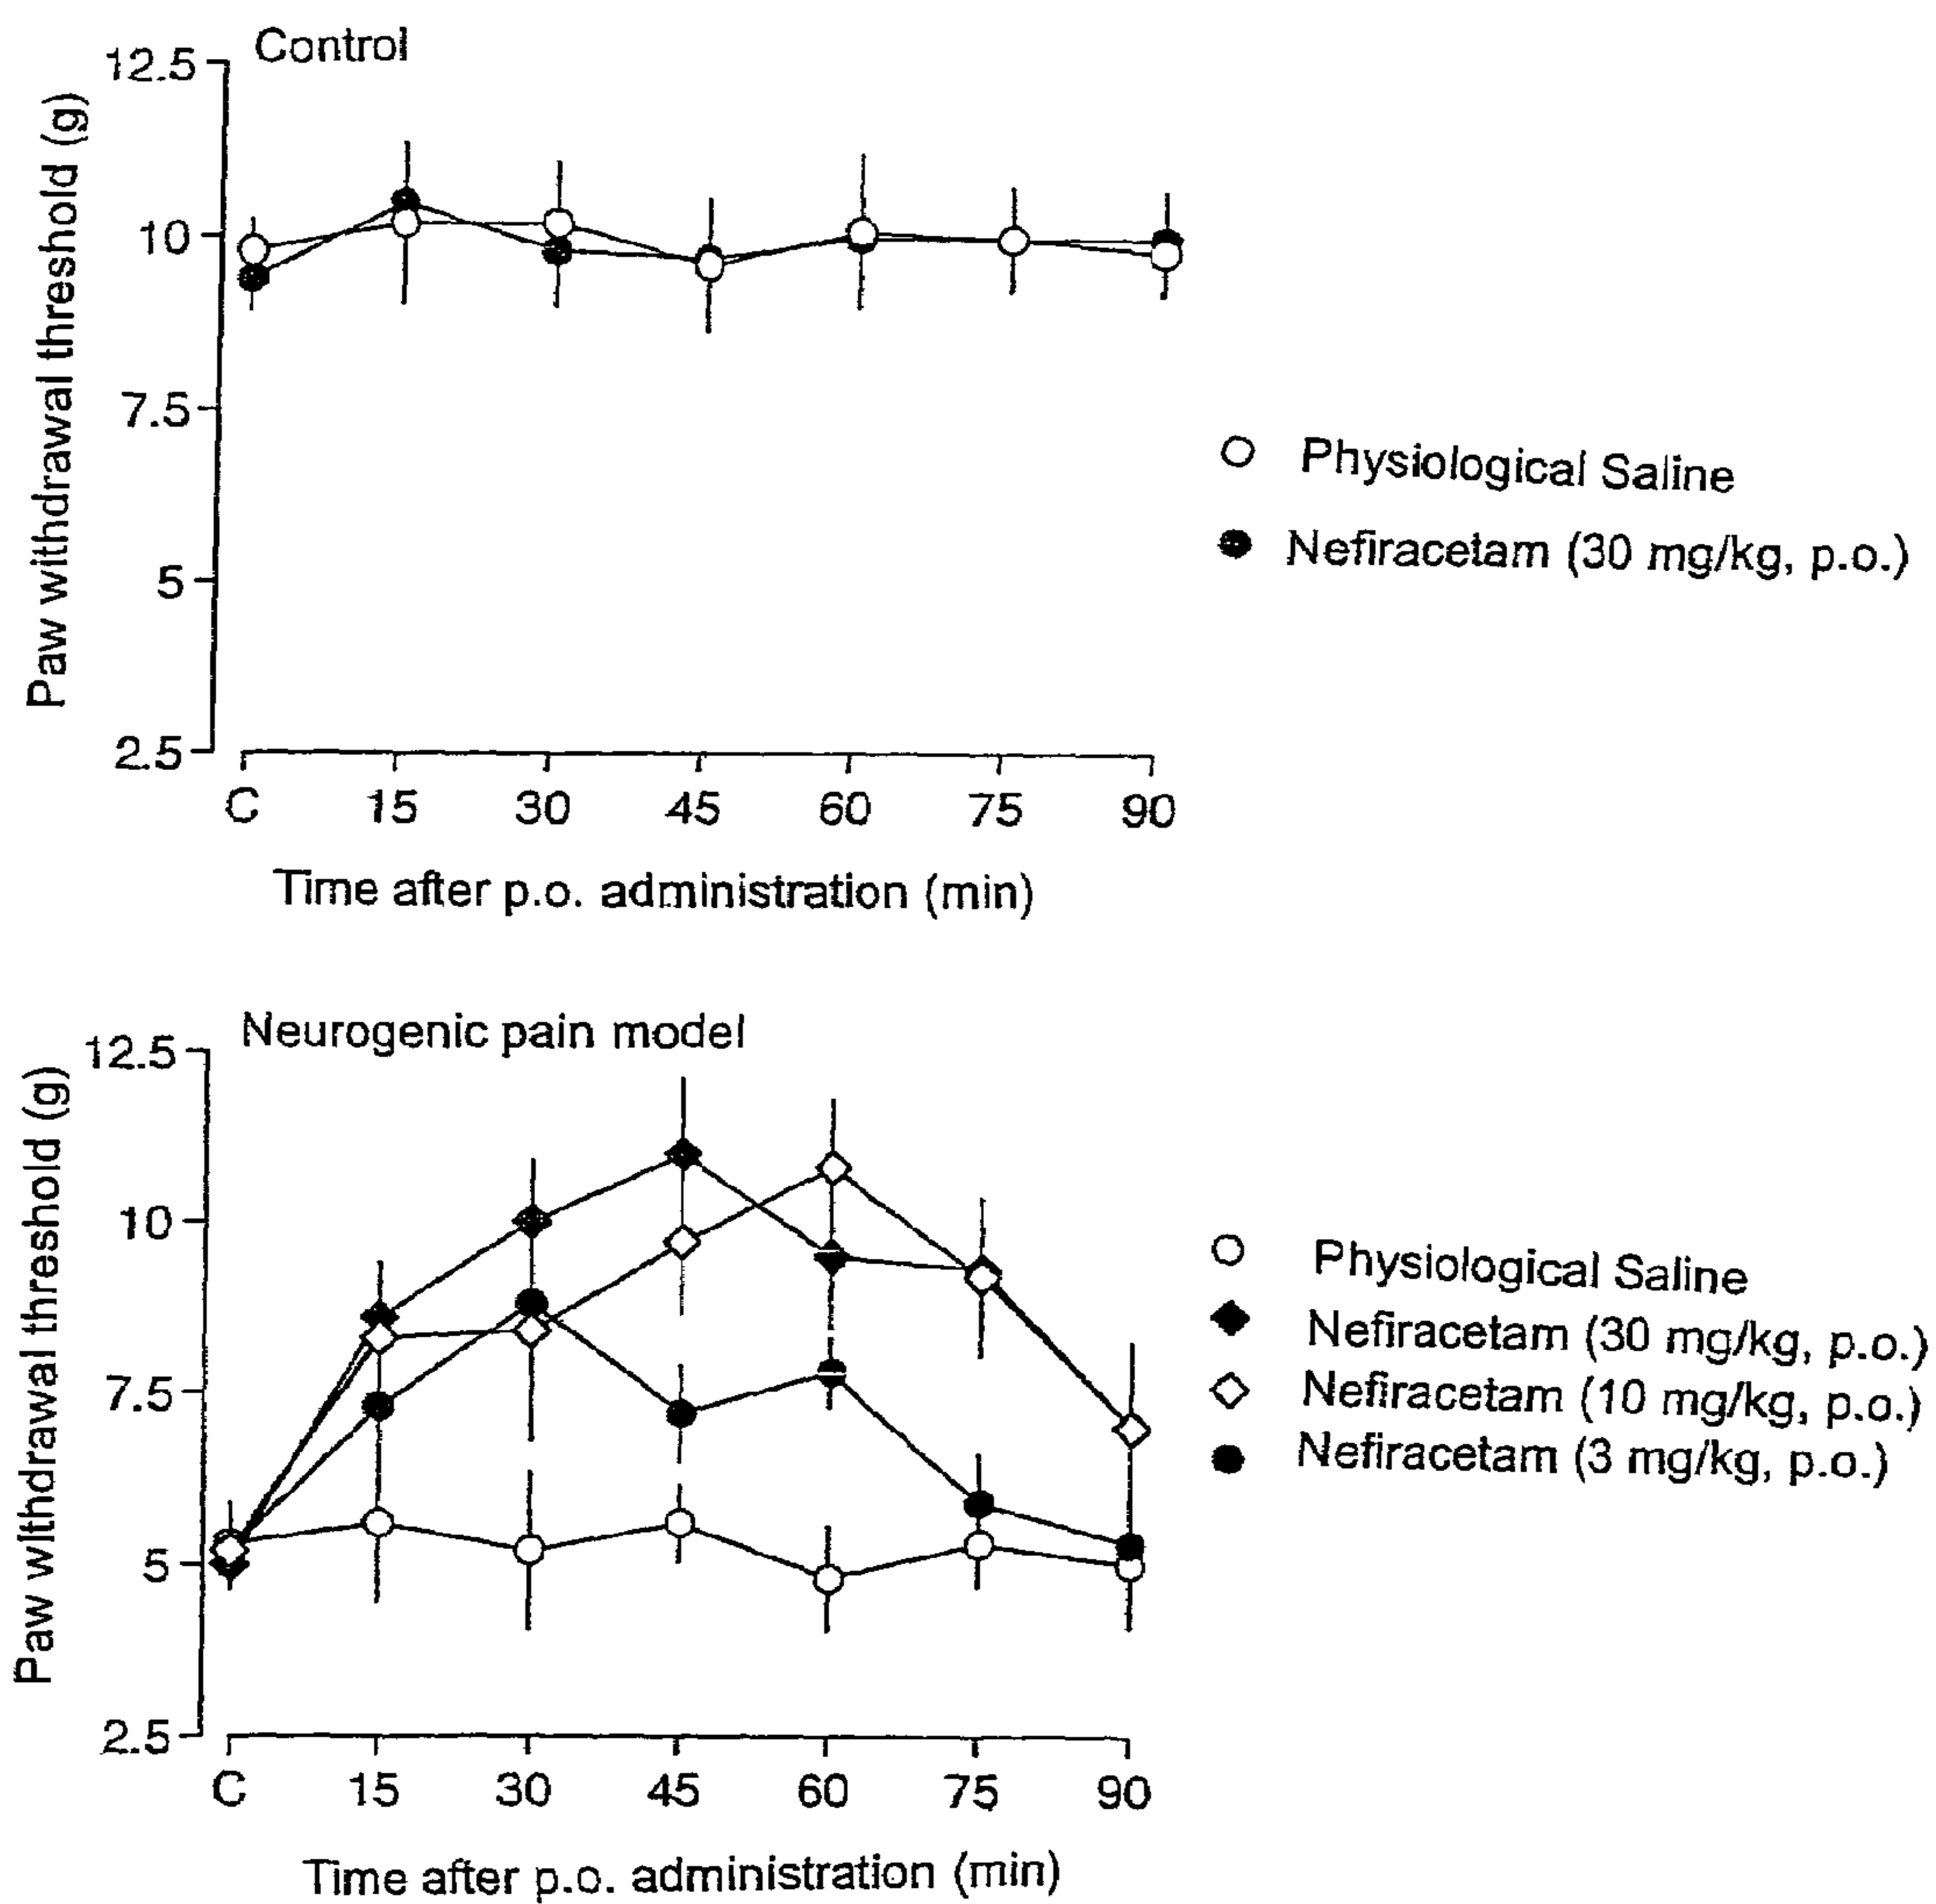 Control
Paw withdrawal threshold (g)
12.5
10
7.5
5
2.5
C 15 30 45 60 75 90
Time after p.o. administration (min)
Physiological Saline
Nefiracetam (30 mg/kg, p.o.)
Neurogenic pain model
Paw withdrawal threshold (g)
12.5
10
7.5
5
2.5
C 15 30 45 60 75 90
Time after p.o. administration (min)
Physiological Saline
Nefiracetam (30 mg/kg, p.o.)
Nefiracetam (10 mg/kg, p.o.)
Nefiracetam (3 mg/kg, p.o.)